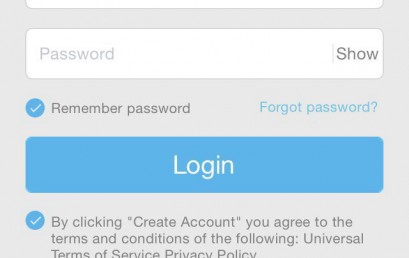 Password Show
Remember password Forgot password?
Login
By clicking "Create Account" you agree to the
terms and conditions of the following: Universal
Terms of Service Privacy Policy